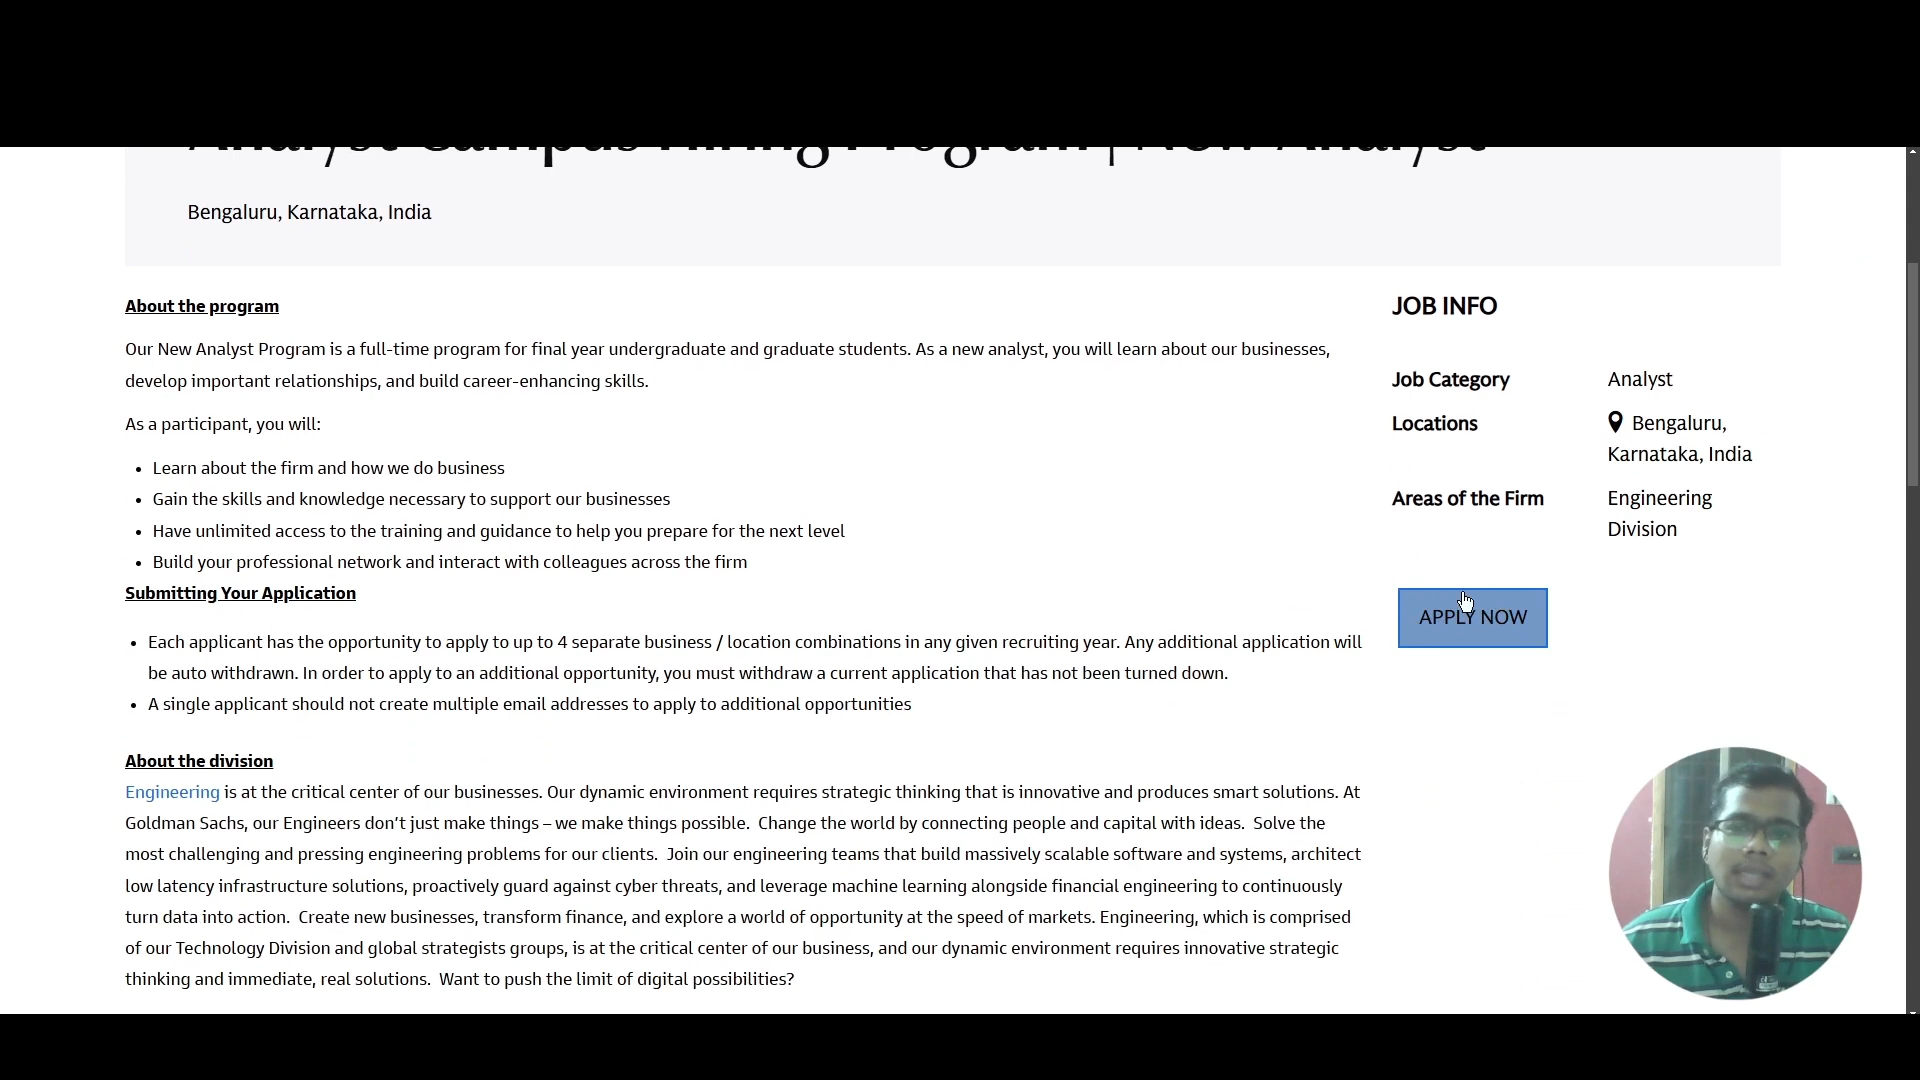 Analyst Campus Hiring Program | New Analyst
Bengaluru, Karnataka, India
About the program
Our New Analyst Program is a full-time program for final year undergraduate and graduate students. As a new analyst, you will learn about our businesses,
develop important relationships, and build career-enhancing skills.
As a participant, you will:
• Learn about the firm and how we do business
• Gain the skills and knowledge necessary to support our businesses
• Have unlimited access to the training and guidance to help you prepare for the next level
• Build your professional network and interact with colleagues across the firm
Submitting Your Application
• Each applicant has the opportunity to apply to up to 4 separate business / location combinations in any given recruiting year. Any additional application will
be auto withdrawn. In order to apply to an additional opportunity, you must withdraw a current application that has not been turned down.
• A single applicant should not create multiple email addresses to apply to additional opportunities
About the division
Engineering is at the critical center of our businesses. Our dynamic environment requires strategic thinking that is innovative and produces smart solutions. At
Goldman Sachs, our Engineers don’t just make things – we make things possible.  Change the world by connecting people and capital with ideas.  Solve the
most challenging and pressing engineering problems for our clients.  Join our engineering teams that build massively scalable software and systems, architect
low latency infrastructure solutions, proactively guard against cyber threats, and leverage machine learning alongside financial engineering to continuously
turn data into action.  Create new businesses, transform finance, and explore a world of opportunity at the speed of markets. Engineering, which is comprised
of our Technology Division and global strategists groups, is at the critical center of our business, and our dynamic environment requires innovative strategic
thinking and immediate, real solutions.  Want to push the limit of digital possibilities?
JOB INFO
Job Category Analyst
Locations Bengaluru,
Karnataka, India
Areas of the Firm Engineering
Division
APPLY NOW